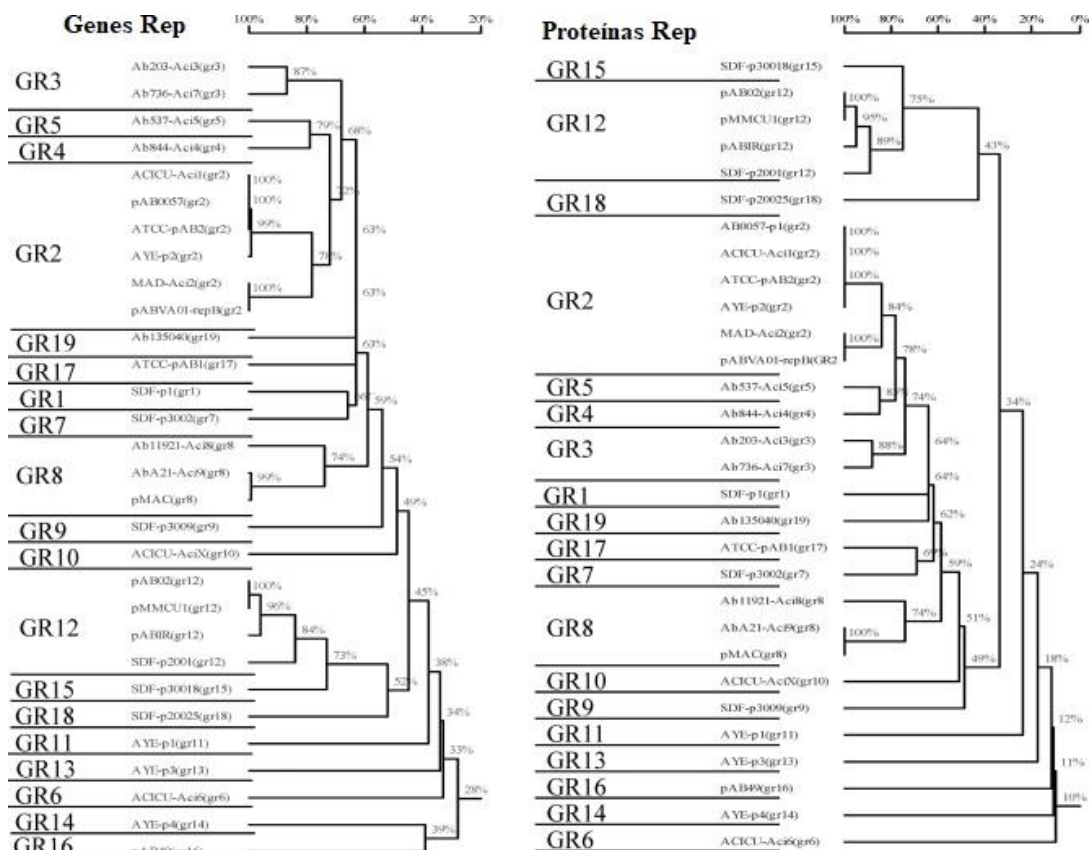 Genes Rep
100% 80% 60% 40% 20%
GR3
Ab203-Aci3(gr3)
Ab736-Aci7(gr3)
87%
68%
GR5
Ab537-Aci5(gr5)
79%
GR4
Ab844-Aci4(gr4)
72%
GR2
ACICU-Aci1(gr2)
100%
pAB0057(gr2)
100%
ATCC-pAB2(gr2)
99%
63%
AYE-p2(gr2)
78%
MAD-Aci2(gr2)
100%
63%
pABVA01-repB(gr2
GR19
Ab135040(gr19)
63%
GR17
ATCC-pAB1(gr17)
GR1
SDF-p1(gr1)
59%
GR7
SDF-p3002(gr7)
GR8
Ab11921-Aci8(gr8
74%
54%
AbA21-Aci9(gr8)
99%
pMAC(gr8)
49%
GR9
SDF-p3009(gr9)
GR10
ACICU-AciX(gr10)
GR12
pAB02(gr12)
100%
45%
pMMCU1(gr12)
96%
pABIR(gr12)
84%
SDF-p2001(gr12)
73%
38%
GR15
SDF-p30018(gr15)
52%
GR18
SDF-p20025(gr18)
34%
GR11
AYE-p1(gr11)
33%
GR13
AYE-p3(gr13)
GR6
ACICU-Aci6(gr6)
28%
GR14
AYE-p4(gr14)
39%
GR16
Proteínas Rep
100% 80% 60% 40% 20% 0%
GR15
SDF-p30018(gr15)
75%
GR12
pAB02(gr12)
100%
pMMCU1(gr12)
95%
pABIR(gr12)
89%
43%
SDF-p2001(gr12)
GR18
SDF-p20025(gr18)
GR2
AB0057-p1(gr2)
100%
ACICU-Aci1(gr2)
100%
ATCC-pAB2(gr2)
100%
AYE-p2(gr2)
84%
MAD-Aci2(gr2)
100%
78%
pABVA01-repB(GR2
GR5
Ab537-Aci5(gr5)
74%
GR4
Ab844-Aci4(gr4)
34%
GR3
Ab203-Aci3(gr3)
88%
64%
Ab736-Aci7(gr3)
64%
GR1
SDF-p1(gr1)
GR19
Ab135040(gr19)
62%
GR17
ATCC-pAB1(gr17)
GR7
SDF-p3002(gr7)
59%
24%
GR8
Ab11921-Aci8(gr8
74%
AbA21-Aci9(gr8)
100%
51%
pMAC(gr8)
49%
18%
GR10
ACICU-AciX(gr10)
GR9
SDF-p3009(gr9)
12%
GR11
AYE-p1(gr11)
GR13
AYE-p3(gr13)
11%
GR16
pAB49(gr16)
10%
GR14
AYE-p4(gr14)
GR6
ACICU-Aci6(gr6)